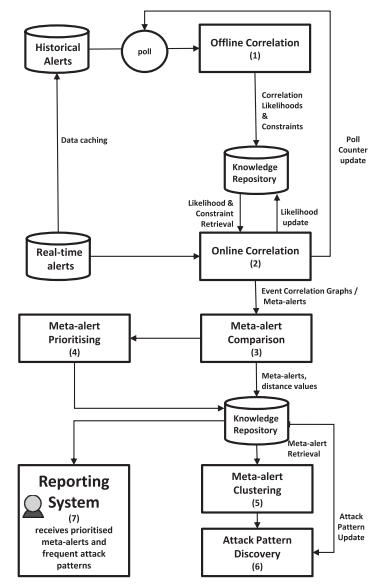 Historical
Alerts
poll
Offline Correlation
(1)
Correlation
Likelihoods
&
Constraints
Data caching
Poll
Counter
update
Knowledge
Repository
Likelihood &
Constraint
Retrieval
Likelihood
update
Real-time
alerts
Online Correlation
(2)
Event Correlation Graphs /
Meta-alerts
Meta-alert
Prioritising
(4)
Meta-alert
Comparison
(3)
Meta-alerts,
distance values
Knowledge
Repository
Meta-alert
Retrieval
Reporting
System
(7)
receives prioritised
meta-alerts and
frequent attack
patterns
Meta-alert
Clustering
(5)
Attack
Pattern
Update
Attack Pattern
Discovery
(6)